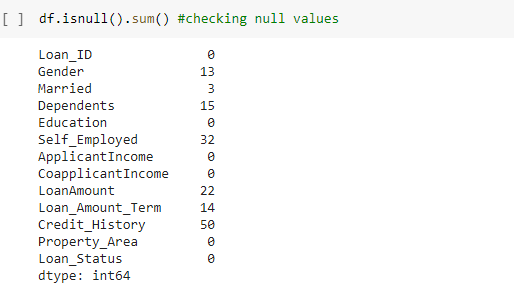 [ ] df.isnull().sum() #checking null values
Loan_ID 0
Gender 13
Married 3
Dependents 15
Education 0
Self_Employed 32
ApplicantIncome 0
CoapplicantIncome 0
LoanAmount 22
Loan_Amount_Term 14
Credit_History 50
Property_Area 0
Loan_Status 0
dtype: int64